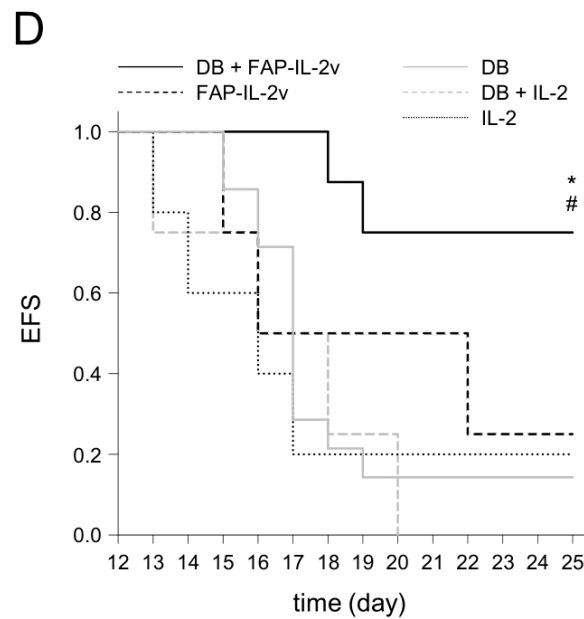 D
DB + FAP-IL-2v
DB
FAP-IL-2v
DB + IL-2
IL-2
1.0
*
#
0.8
0.6
EFS
0.4
0.2
0.0
12 13 14 15 16 17 18 19 20 21 22 23 24 25
time (day)